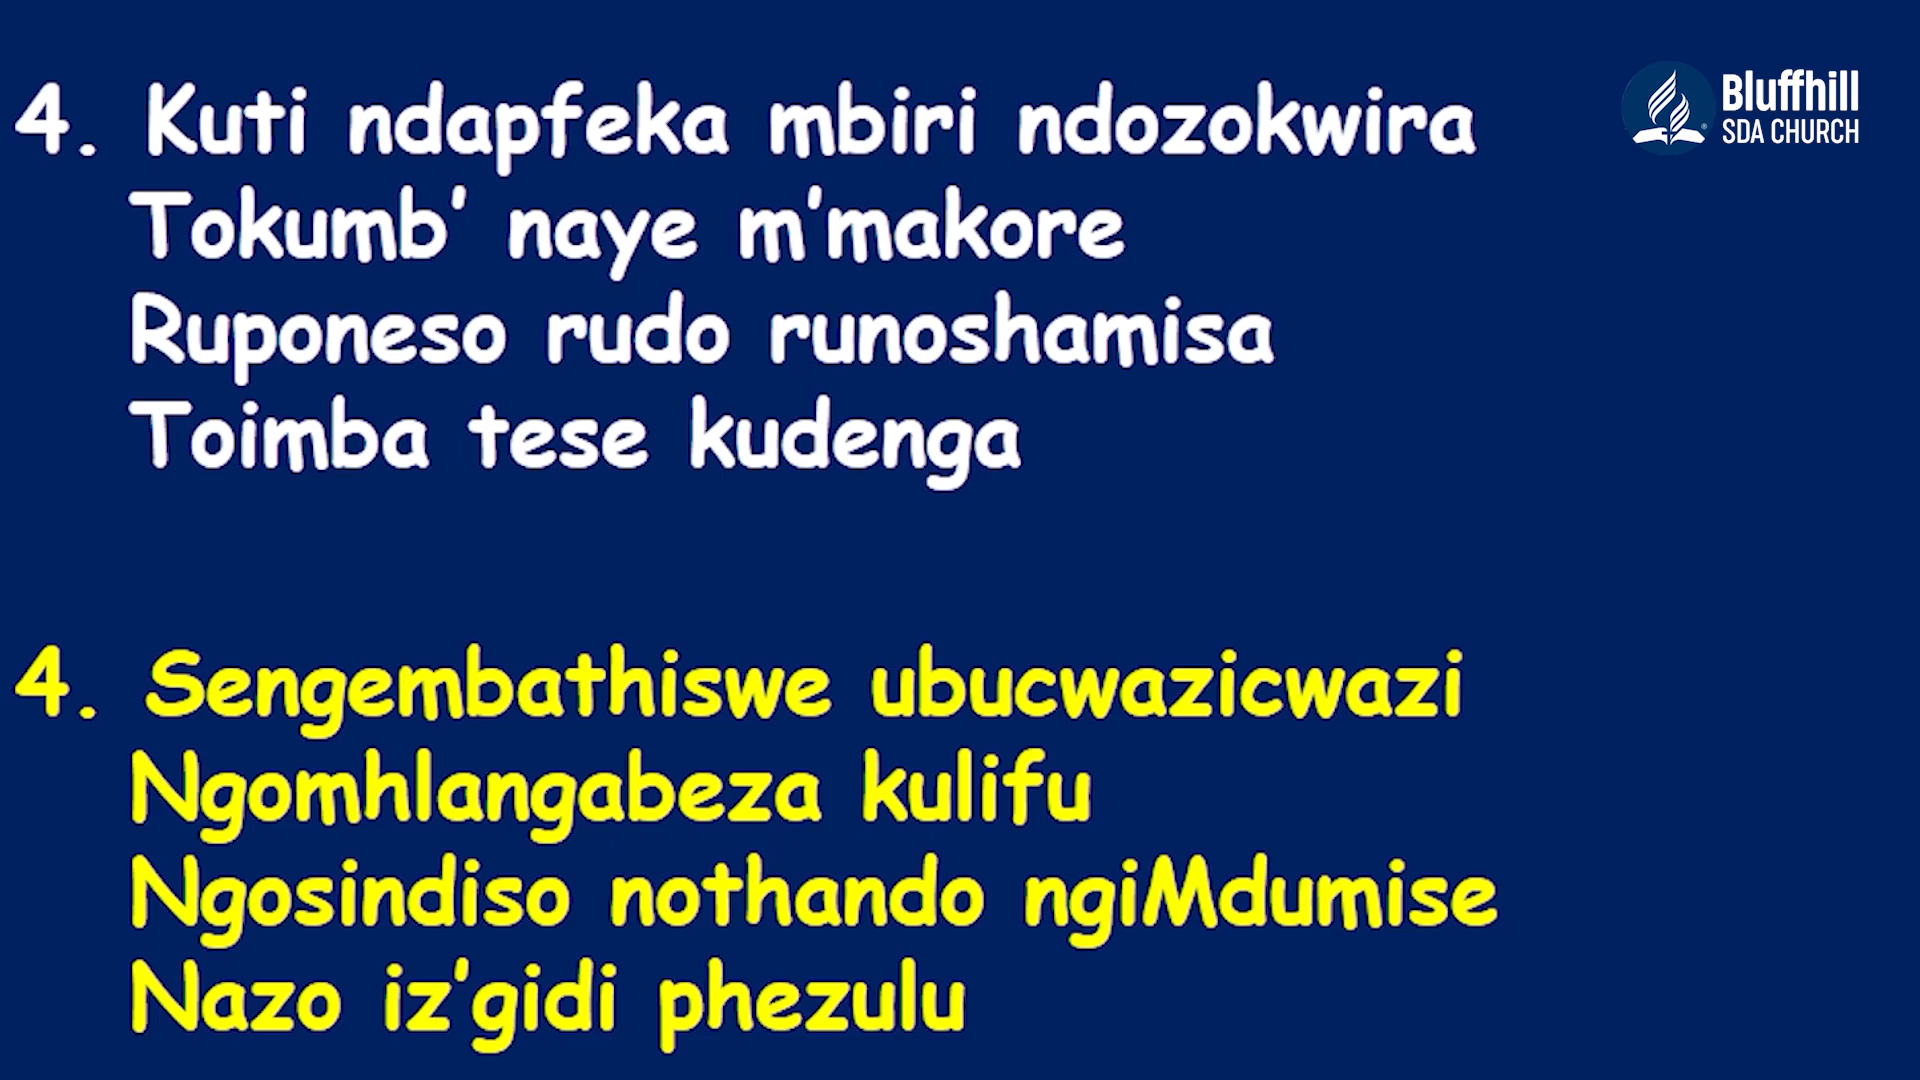 4. Kuti ndapfeka mbiri ndozokwira
Tokumb’ naye m’makore
Ruponeso rudo runoshamisa
Toimba tese kudenga
Bluffhill
SDA CHURCH
4. Sengembathiswe ubucwazicwazi
Ngomhlangabeza kulifu
Ngosindiso nothando ngiMdumise
Nazo iz’gidi phezulu